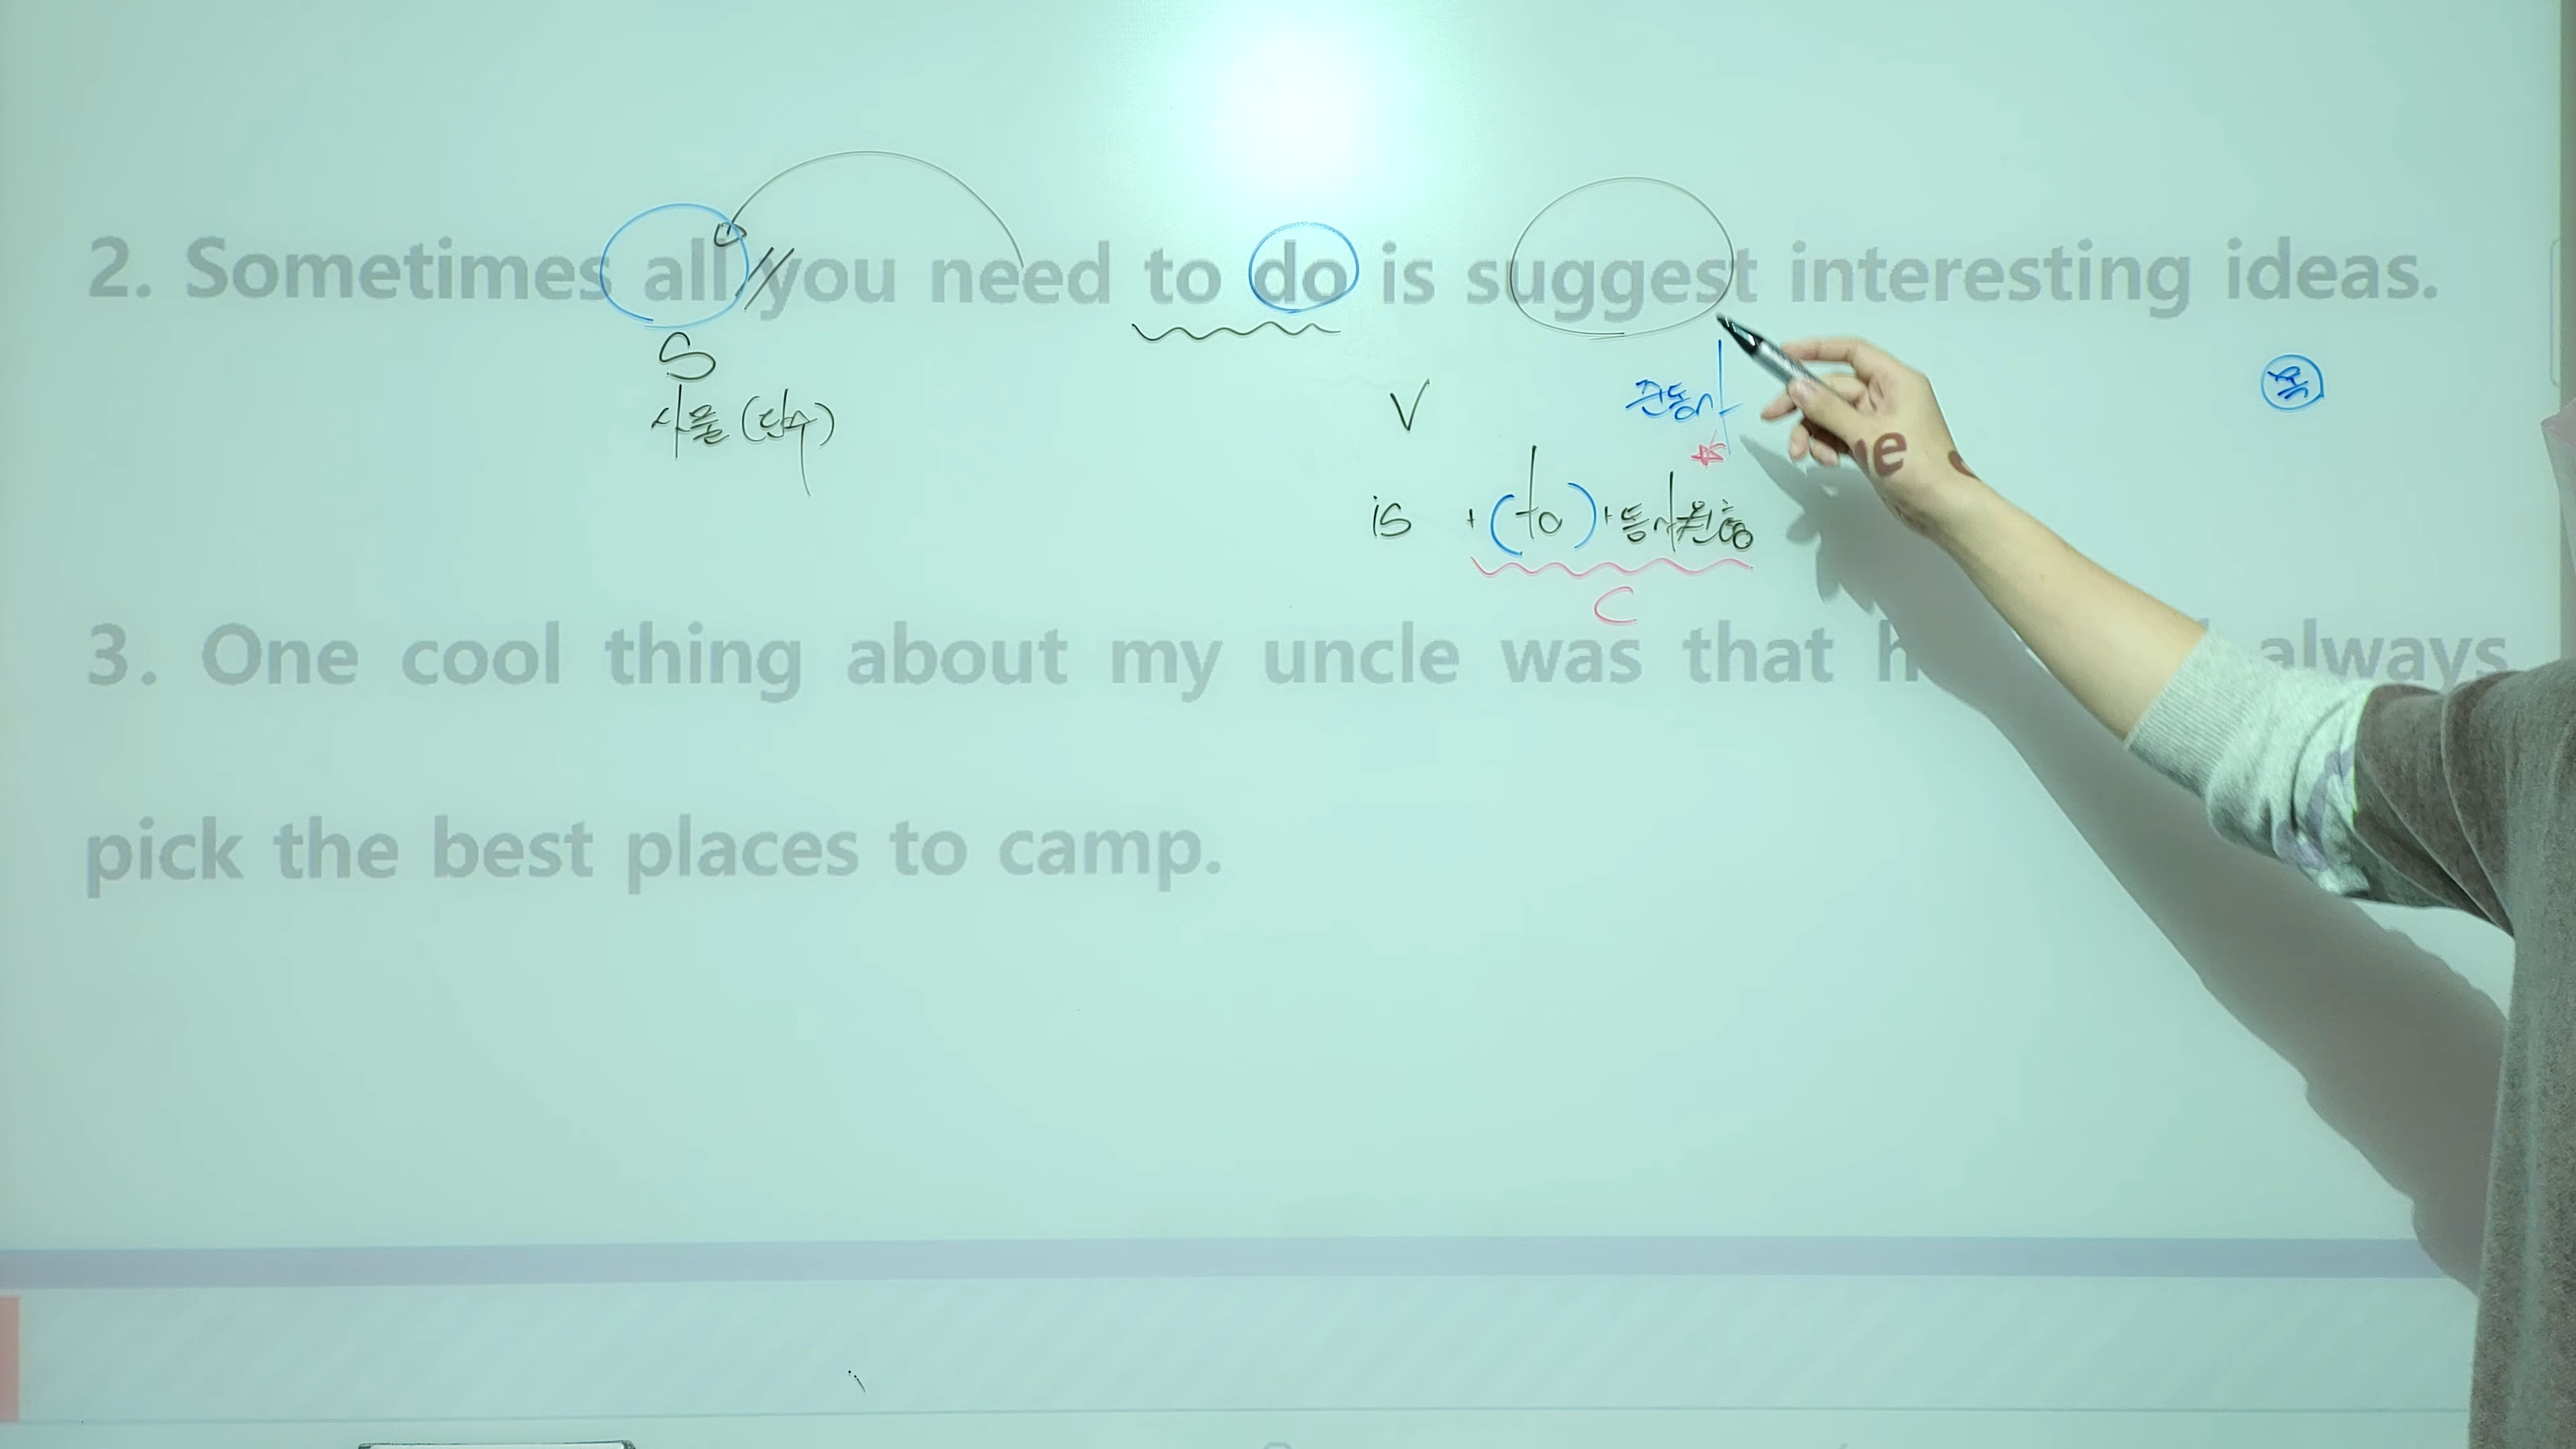 2. Sometimes all // you need to do is suggest interesting ideas.
S
사물 (단수)
V
준동사
목
is + (to) + 동사원형
C
3. One cool thing about my uncle was that h always
pick the best places to camp.